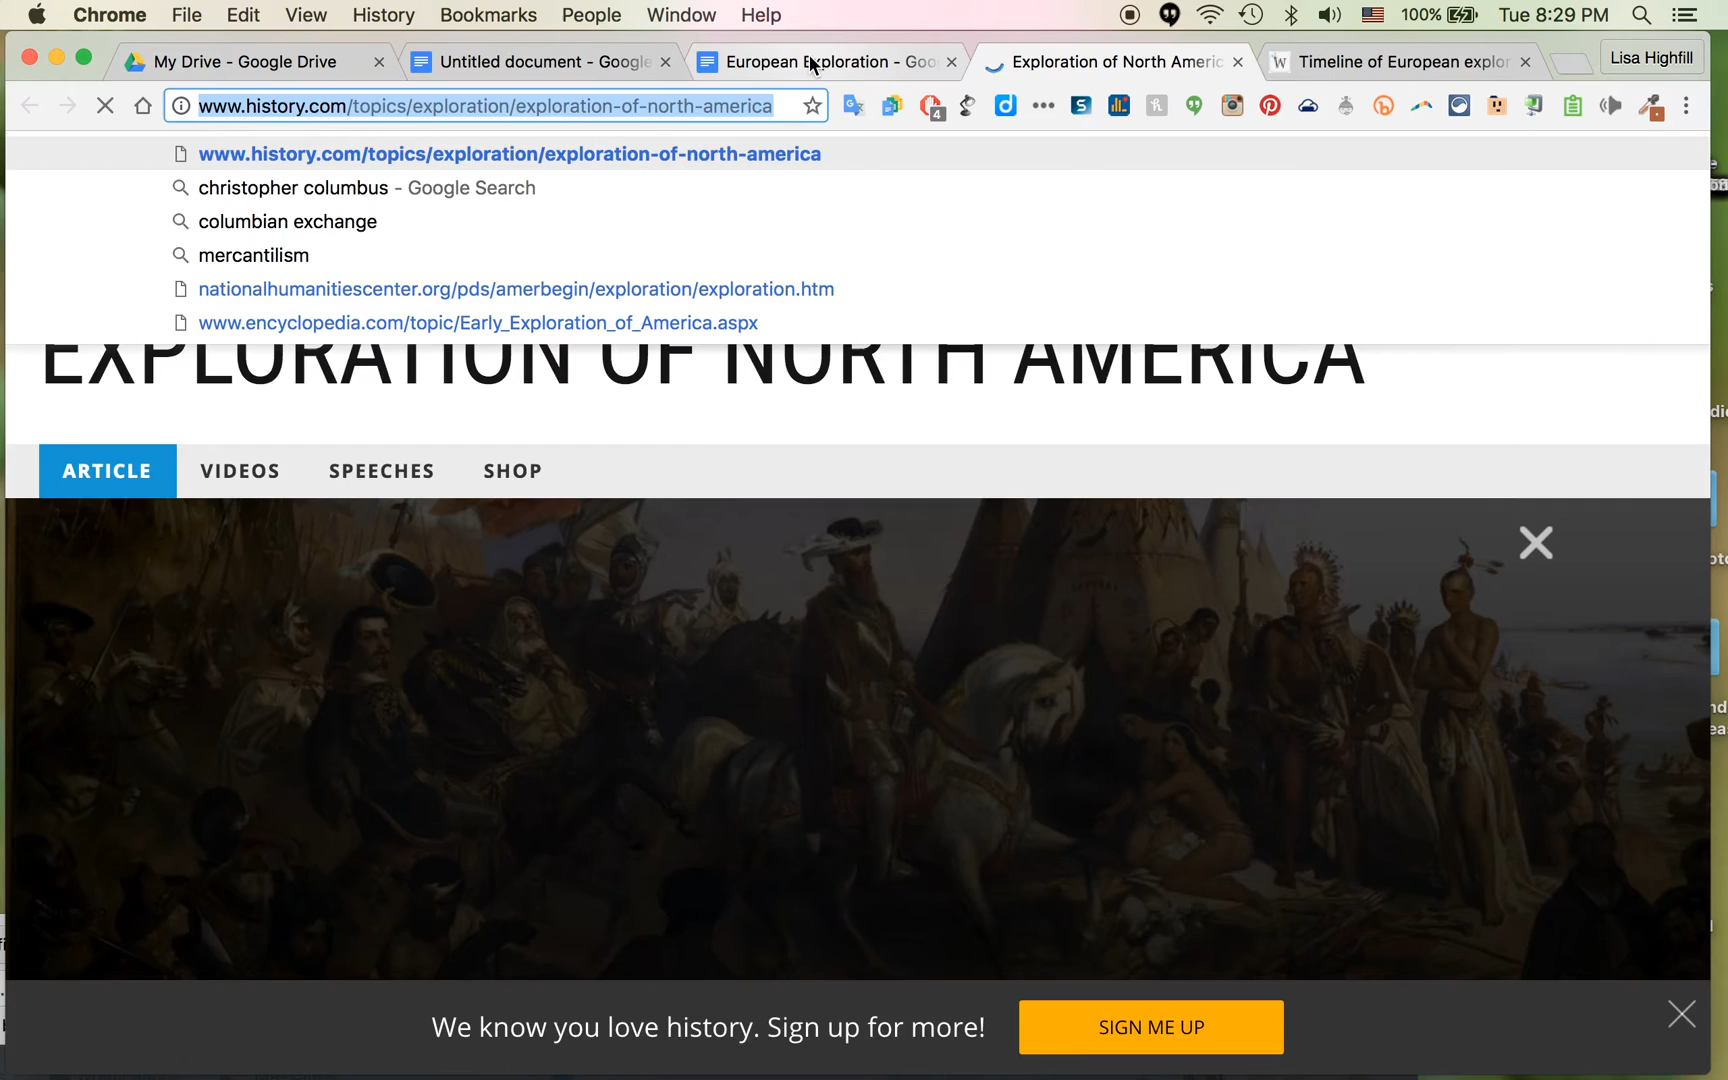 Chrome File Edit View History Bookmarks People Window Help 100% Tue 8:29 PM
My Drive - Google Drive Untitled document - Google European Exploration - Goo Exploration of North Americ W Timeline of European explor Lisa Highfill
www.history.com/topics/exploration/exploration-of-north-america 4
www.history.com/topics/exploration/exploration-of-north-america
christopher columbus - Google Search
columbian exchange
mercantilism
nationalhumanitiescenter.org/pds/amerbegin/exploration/exploration.htm
www.encyclopedia.com/topic/Early_Exploration_of_America.aspx
EXPLORATION OF NORTH AMERICA
ARTICLE VIDEOS SPEECHES SHOP
We know you love history. Sign up for more! SIGN ME UP